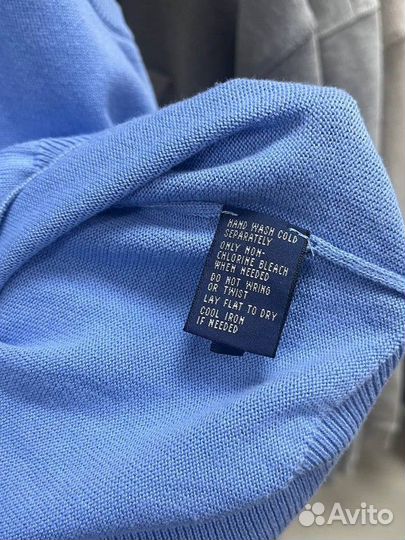 HAND WASH COLD
SEPARATELY
ONLY NON-
CHLORINE BLEACH
WHEN NEEDED
DO NOT WRING
OR TWIST
LAY FLAT TO DRY
COOL IRON
IF NEEDED
Avito